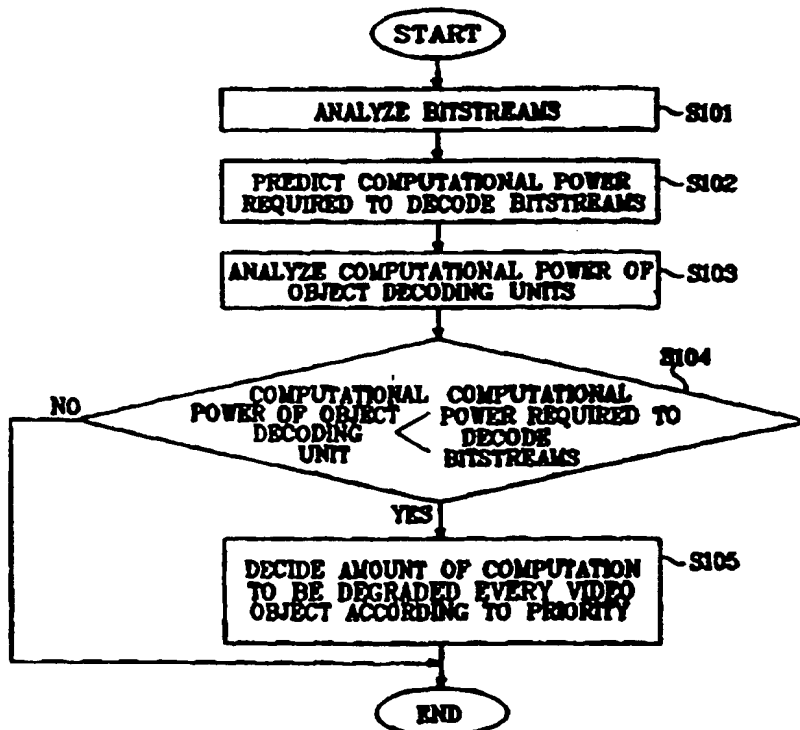 START
ANALYZE BITSTREAMS
S101
PREDICT COMPUTATIONAL POWER
REQUIRED TO DECODE BITSTREAMS
S102
ANALYZE COMPUTATIONAL POWER OF
OBJECT DECODING UNITS
S103
S104
NO
COMPUTATIONAL
POWER OF OBJECT
DECODING
UNIT
<
COMPUTATIONAL
POWER REQUIRED TO
DECODE
BITSTREAMS
YES
DECIDE AMOUNT OF COMPUTATION
TO BE DEGRADED EVERY VIDEO
OBJECT ACCORDING TO PRIORITY
S105
END